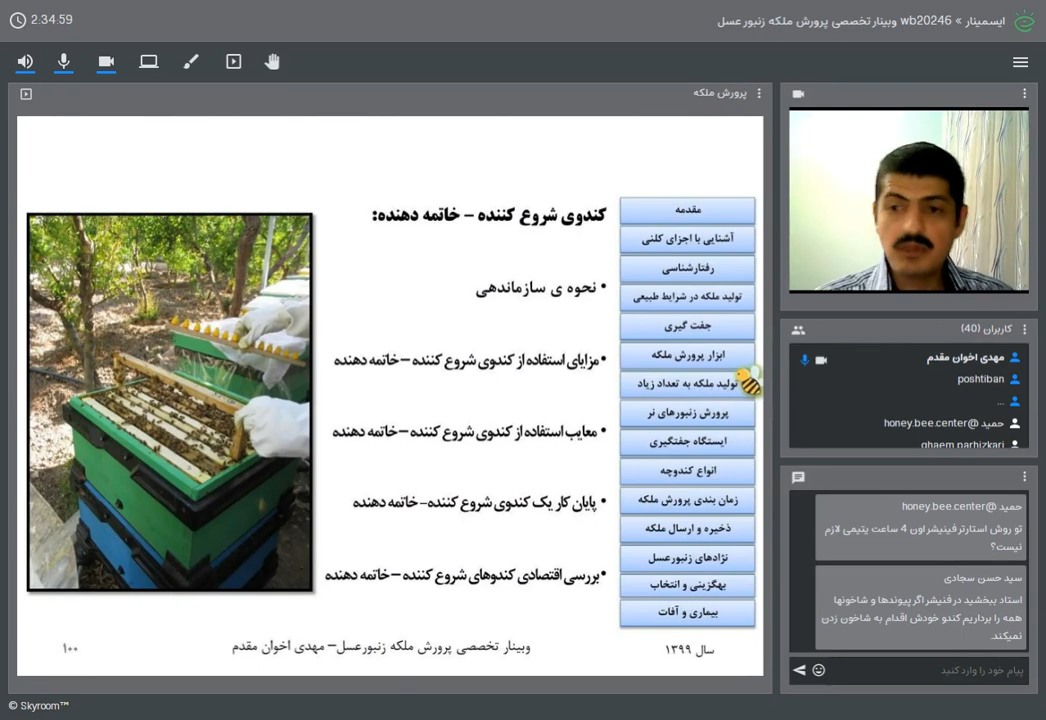 2.34.59
ایسمینار » wb20246 وبینار تخصصی پرورش ملکه زنبور عسل
پرورش ملکه
کندوی شروع کننده - خاتمه دهنده:
• نحوه ی سازماندهی
•مزایای استفاده از کندوی شروع کننده – خاتمه دهنده
• معایب استفاده از کندوی شروع کننده – خاتمه دهنده
• پایان کار یک کندوی شروع کننده- خاتمه دهنده
•بررسی اقتصادی کندوهای شروع کننده – خاتمه دهنده
مقدمه
آشنایی با اجزای کلنی
رفتارشناسی
تولید ملکه در شرایط طبیعی
جفت گیری
ابزار پرورش ملکه
تولید ملکه به تعداد زیاد
پرورش زنبورهای نر
ایستگاه جفتگیری
انواع کندوچه
زمان بندی پرورش ملکه
ذخیره و ارسال ملکه
نژادهای زنبورعسل
بهگزینی و انتخاب
بیماری و آفات
سال ۱۳۹۹
وبینار تخصصی پرورش ملکه زنبورعسل– مهدی اخوان مقدم
۱۰۰
کاربران (40)
مهدی اخوان مقدم
poshtiban
...
حمید @honey.bee.center
ghaem parhizkari
حمید @honey.bee.center
تو روش استارتر فینیشر اون 4 ساعت یتیمی لازم
نیست؟
سید حسن سجادی
استاد ببخشید در فنیشر اگر پیوندها و شاخونها
همه را برداریم کندو خودش اقدام به شاخون زدن
نمیکند.
پیام خود را وارد کنید
© Skyroom™